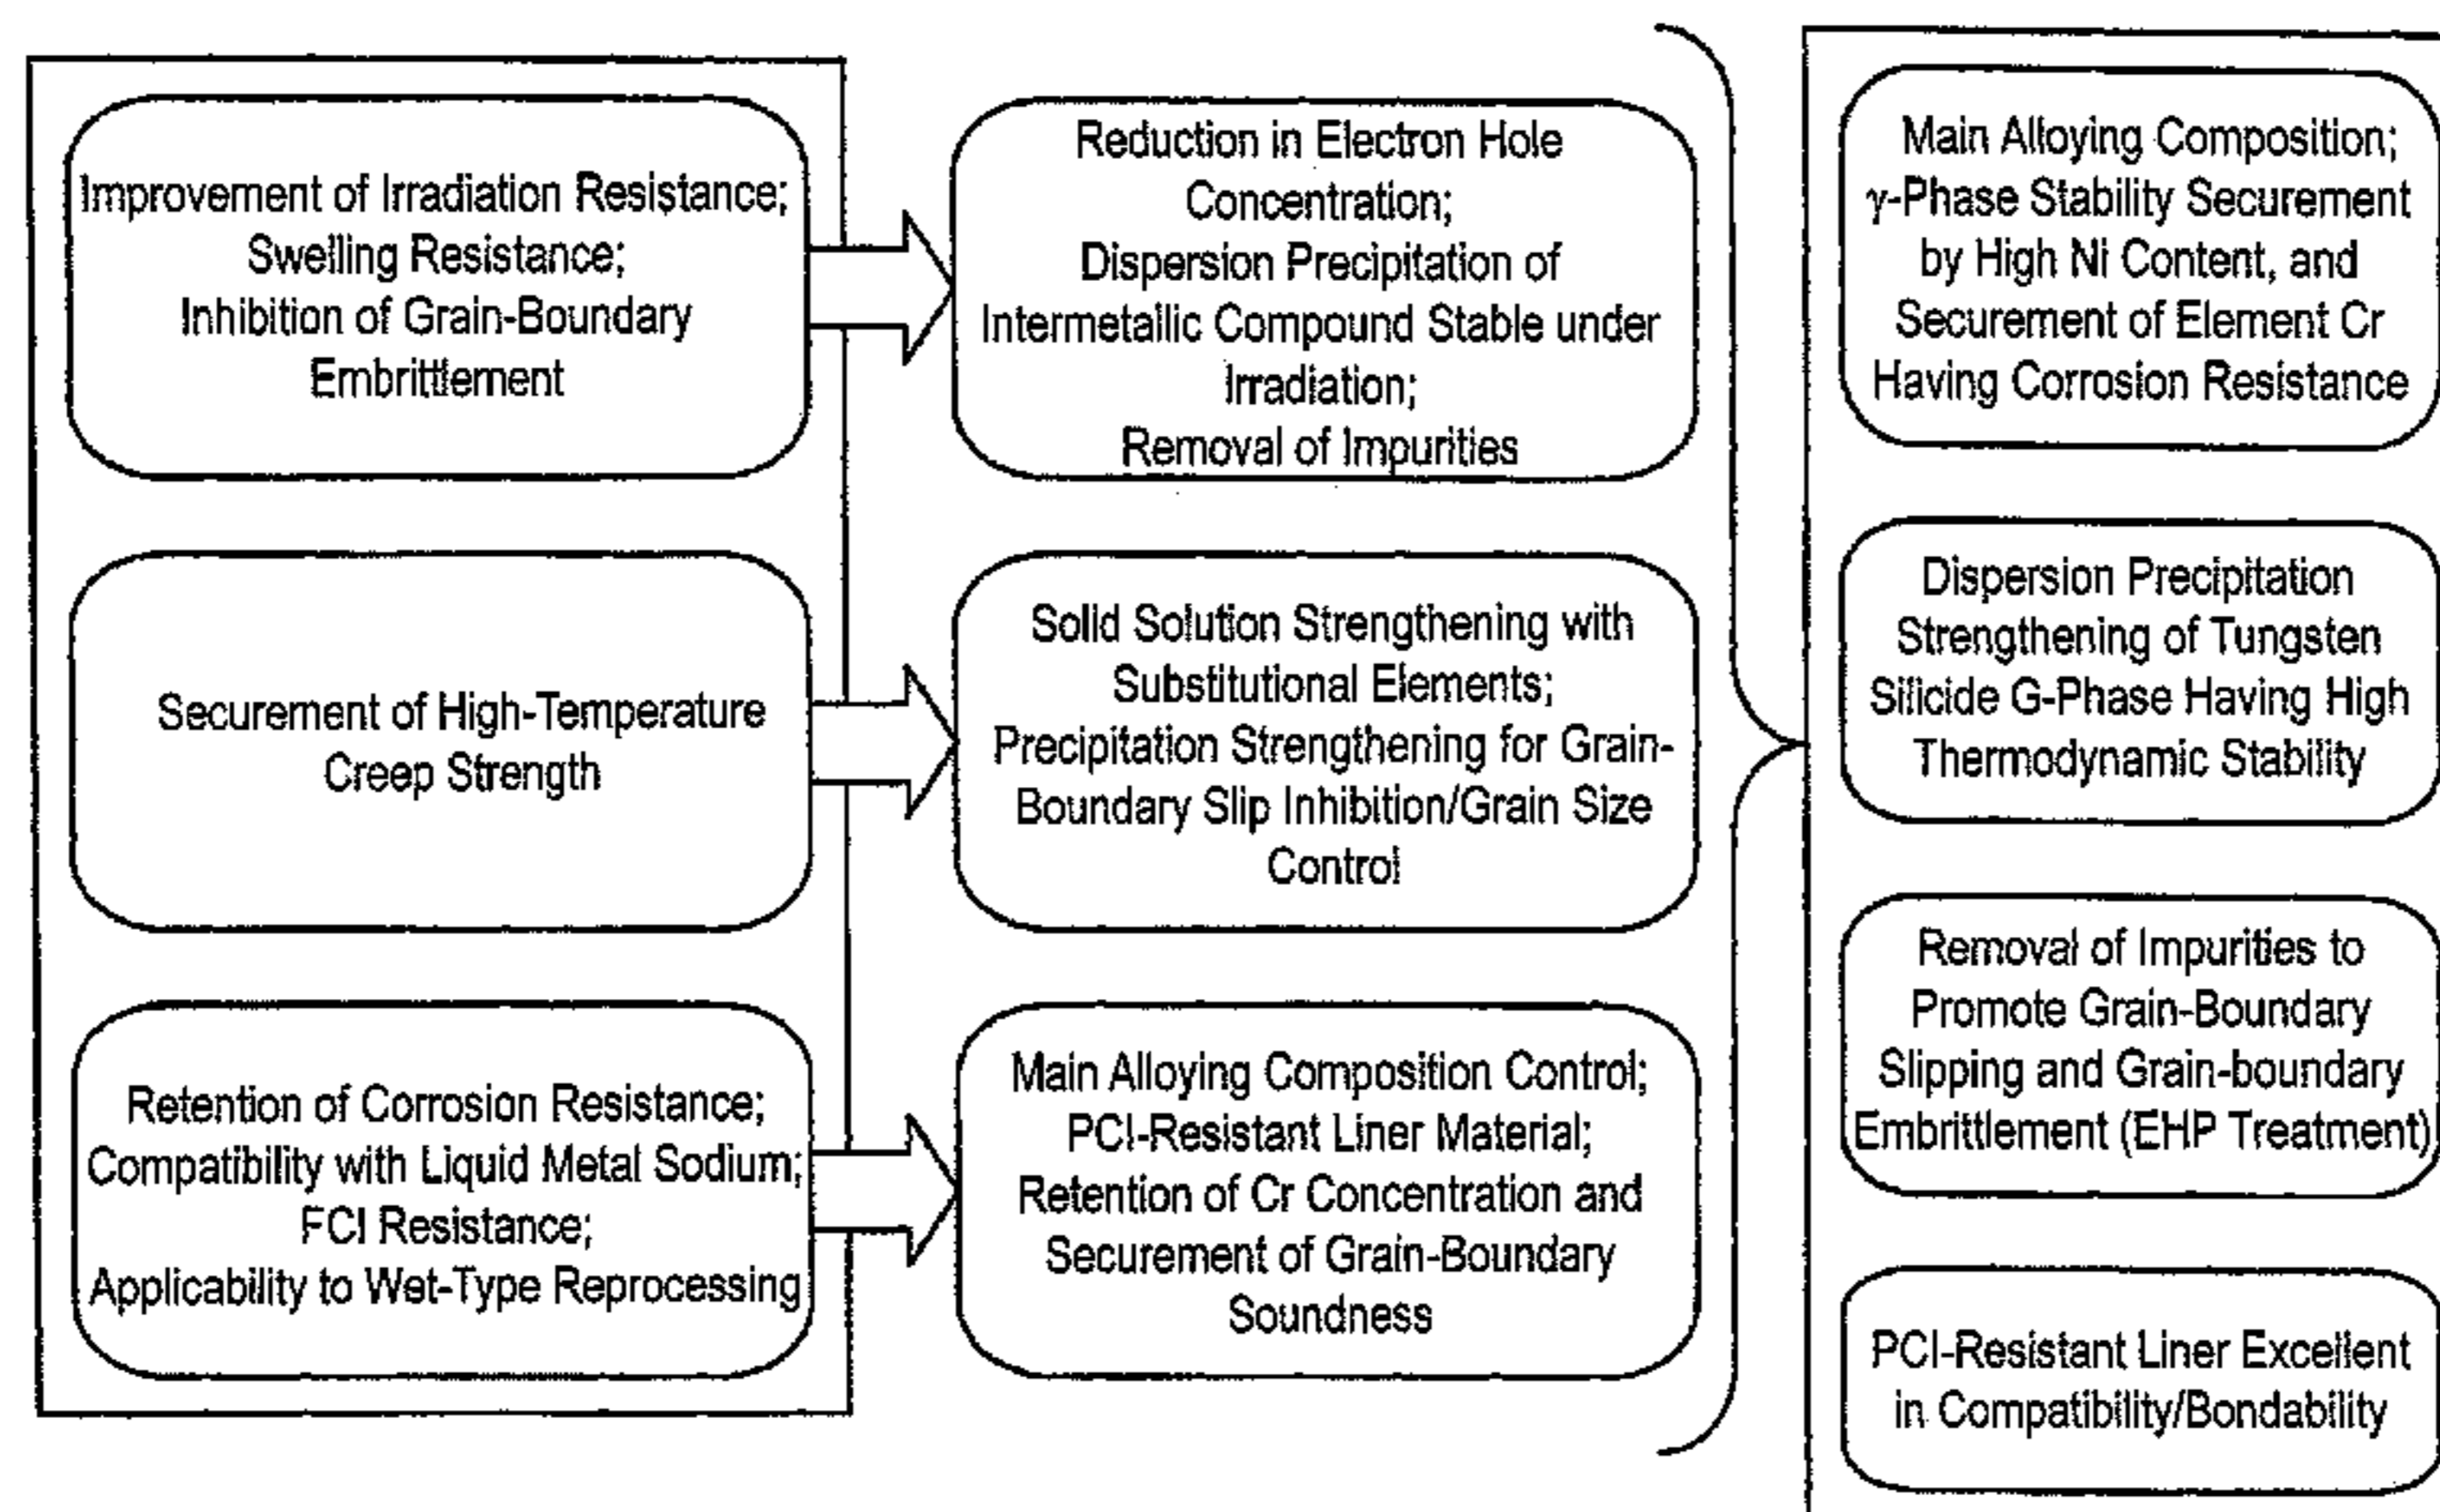 Improvement of Irradiation Resistance;
Swelling Resistance;
Inhibition of Grain-Boundary
Embrittlement
Reduction in Electron Hole
Concentration;
Dispersion Precipitation of
Intermetallic Compound Stable under
Irradiation;
Removal of Impurities
Securement of High-Temperature
Creep Strength
Solid Solution Strengthening with
Substitutional Elements;
Precipitation Strengthening for Grain-
Boundary Slip Inhibition/Grain Size
Control
Retention of Corrosion Resistance;
Compatibility with Liquid Metal Sodium;
FCI Resistance;
Applicability to Wet-Type Reprocessing
Main Alloying Composition Control;
PCI-Resistant Liner Material;
Retention of Cr Concentration and
Securement of Grain-Boundary
Soundness
Main Alloying Composition;
γ-Phase Stability Securement
by High Ni Content, and
Securement of Element Cr
Having Corrosion Resistance
Dispersion Precipitation
Strengthening of Tungsten
Silicide G-Phase Having High
Thermodynamic Stability
Removal of Impurities to
Promote Grain-Boundary
Slipping and Grain-boundary
Embrittlement (EHP Treatment)
PCI-Resistant Liner Excellent
in Compatibility/Bondability